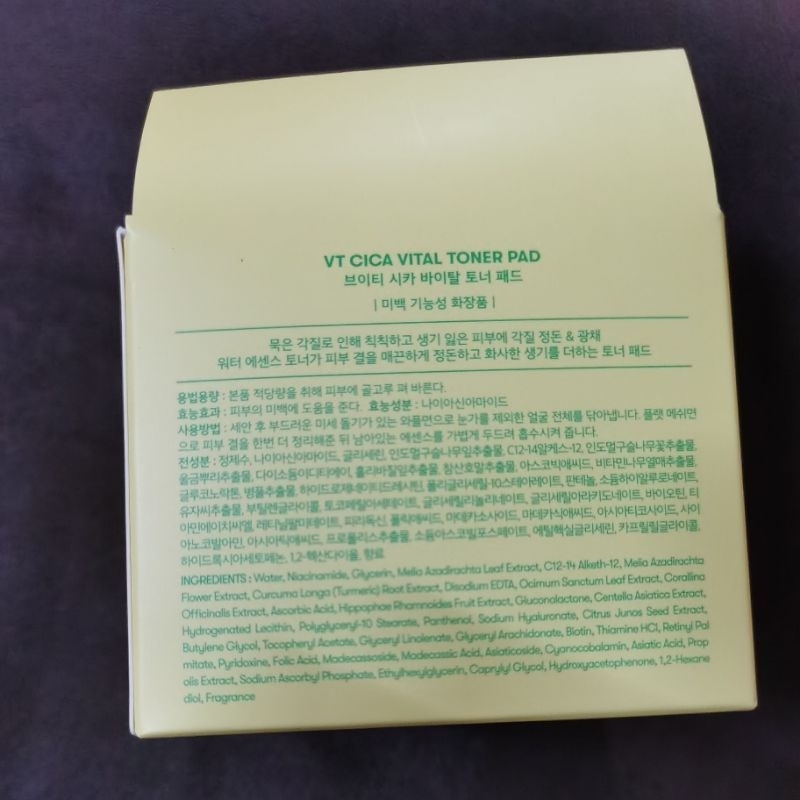 VT CICA VITAL TONER PAD
브이티 시카 바이탈 토너 패드
| 미백 기능성 화장품 |
묵은 각질로 인해 칙칙하고 생기 잃은 피부에 각질 정돈 & 광채
워터 에센스 토너가 피부 결을 매끈하게 정돈하고 화사한 생기를 더하는 토너 패드
용법용량 : 본품 적당량을 취해 피부에 골고루 펴 바른다.
효능효과 : 피부의 미백에 도움을 준다. 효능성분 : 나이아신아마이드
사용방법 : 세안 후 부드러운 미세 돌기가 있는 와플면으로 눈가를 제외한 얼굴 전체를 닦아냅니다. 플랫 메쉬면
으로 피부 결을 한번 더 정리해준 뒤 남아있는 에센스를 가볍게 두드려 흡수시켜 줍니다.
전성분 : 정제수, 나이아신아마이드, 글리세린, 인도멀구슬나무잎추출물, C12-14알케스-12, 인도멀구슬나무꽃추출물,
울금뿌리추출물, 다이소듐이디티에이, 홀리바질잎추출물, 참산호말추출물, 아스코빅애씨드, 비타민나무열매추출물,
글루코노락톤, 병풀추출물, 하이드로제네이티드레시틴, 폴리글리세릴-10스테아레이트, 판테놀, 소듐하이알루로네이트,
유자씨추출물, 부틸렌글라이콜, 토코페릴아세테이트, 글리세릴리놀리네이트, 글리세릴아라키도네이트, 바이오틴, 티
아민에이치씨엘, 레티닐팔미테이트, 피리독신, 폴릭애씨드, 마데카소사이드, 마데카식애씨드, 아시아티코사이드, 사이
아노코발아민, 아시아틱애씨드, 프로폴리스추출물, 소듐아스코빌포스페이트, 에틸헥실글리세린, 카프릴릴글라이콜,
하이드록시아세토페논, 1,2-헥산다이올, 향료
INGREDIENTS : Water, Niacinamide, Glycerin, Melia Azadirachta Leaf Extract, C12-14 Alketh-12, Melia Azadirachta
Flower Extract, Curcuma Longa (Turmeric) Root Extract, Disodium EDTA, Ocimum Sanctum Leaf Extract, Corallina
Officinalis Extract, Ascorbic Acid, Hippophae Rhamnoides Fruit Extract, Gluconolactone, Centella Asiatica Extract,
Hydrogenated Lecithin, Polyglyceryl-10 Stearate, Panthenol, Sodium Hyaluronate, Citrus Junos Seed Extract,
Butylene Glycol, Tocopheryl Acetate, Glyceryl Linolenate, Glyceryl Arachidonate, Biotin, Thiamine HCl, Retinyl Pal
mitate, Pyridoxine, Folic Acid, Madecassoside, Madecassic Acid, Asiaticoside, Cyanocobalamin, Asiatic Acid, Prop
olis Extract, Sodium Ascorbyl Phosphate, Ethylhexylglycerin, Caprylyl Glycol, Hydroxyacetophenone, 1,2-Hexane
diol, Fragrance